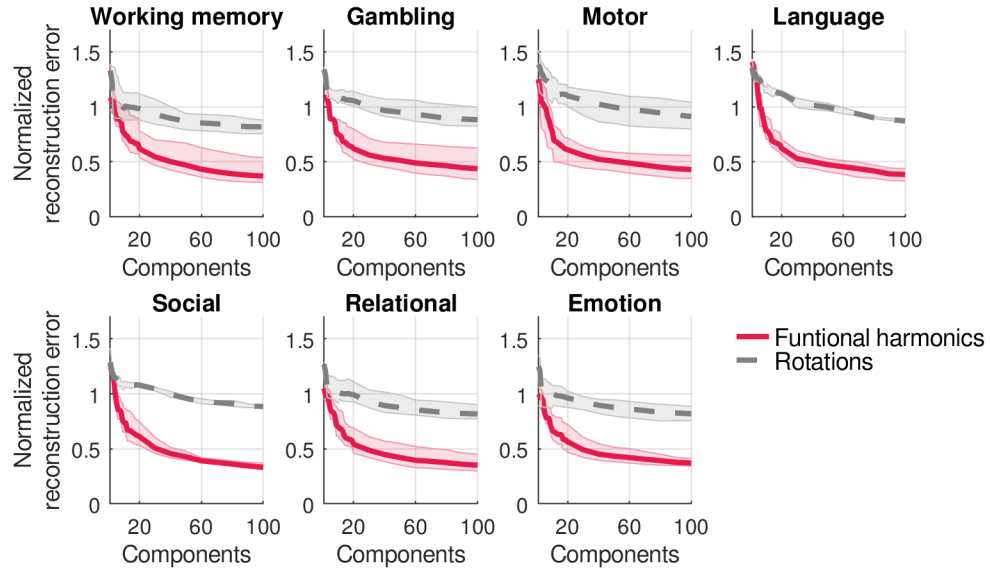 Working memory
Gambling
Motor
Language
Normalized
reconstruction error
1.5
1
0.5
0
20
60
100
Components
1.5
1
0.5
0
20
60
100
Components
1.5
1
0.5
0
20
60
100
Components
1.5
1
0.5
0
20
60
100
Components
Social
Relational
Emotion
Normalized
reconstruction error
1.5
1
0.5
0
20
60
100
Components
1.5
1
0.5
0
20
60
100
Components
1.5
1
0.5
0
20
60
100
Components
Funtional harmonics
Rotations